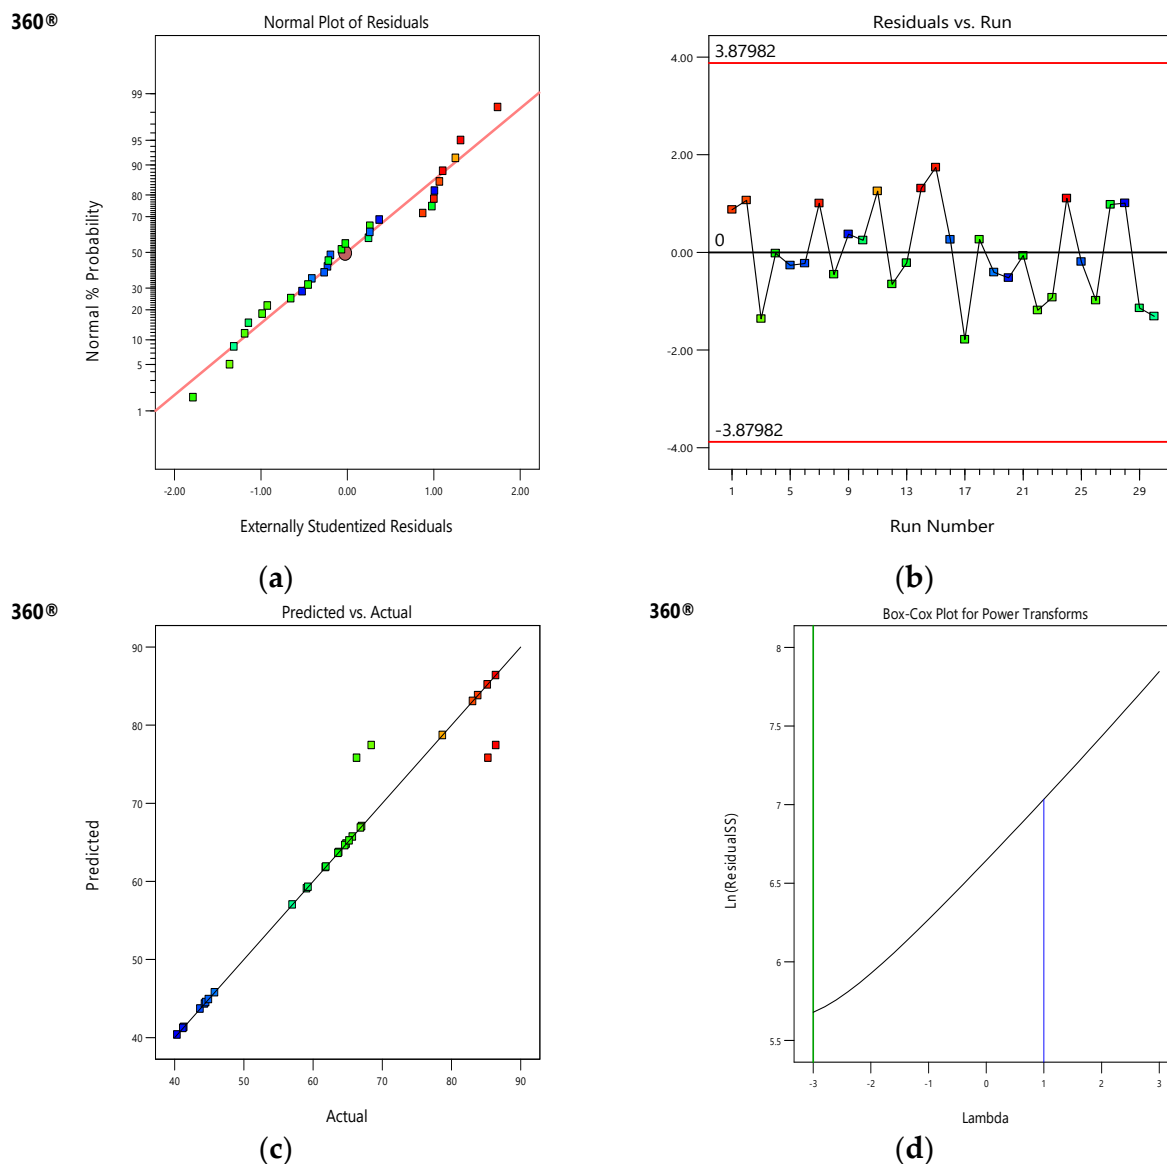 360®
Normal Plot of Residuals
Normal % Probability
99
95
90
80
70
50
30
20
10
5
1
-2.00 -1.00 0.00 1.00 2.00
Externally Studentized Residuals
(a)
Residuals vs. Run
4.00
2.00
0.00
-2.00
-4.00
3.87982
0
-3.87982
1 5 9 13 17 21 25 29
Run Number
(b)
360®
Predicted vs. Actual
Predicted
90
80
70
60
50
40
40 50 60 70 80 90
Actual
(c)
360®
Box-Cox Plot for Power Transforms
Ln(ResidualSS)
8
7.5
7
6.5
6
5.5
-3 -2 -1 0 1 2 3
Lambda
(d)